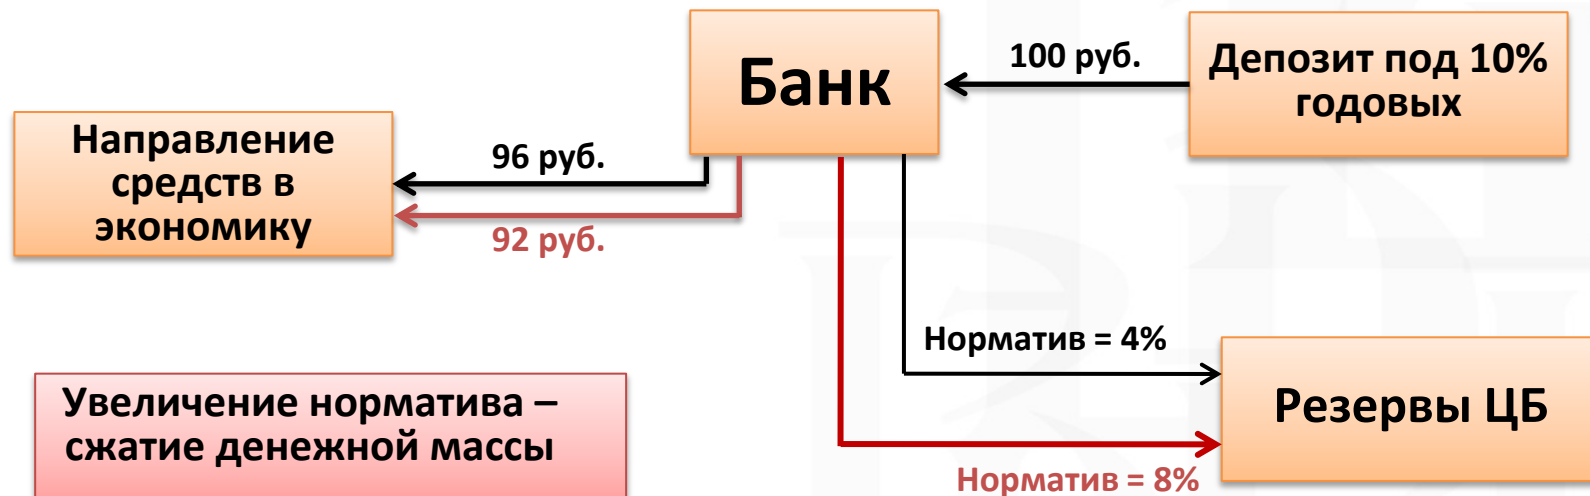 Банк
100 руб.
Депозит под 10%
годовых
Направление
средств в
экономику
96 руб.
92 руб.
Норматив = 4%
Резервы ЦБ
Норматив = 8%
Увеличение норматива –
сжатие денежной массы